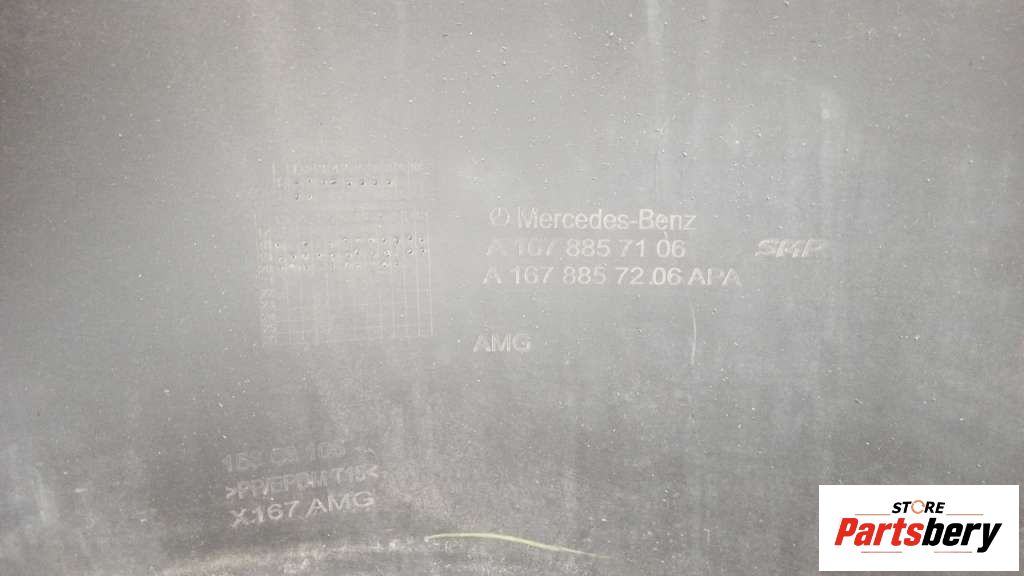 Mercedes-Benz
A 167 885 71 06
A 167 885 72 06 APA
SMP
AMG
>PP/EPDM T15<
X167 AMG
STORE
Partsbery